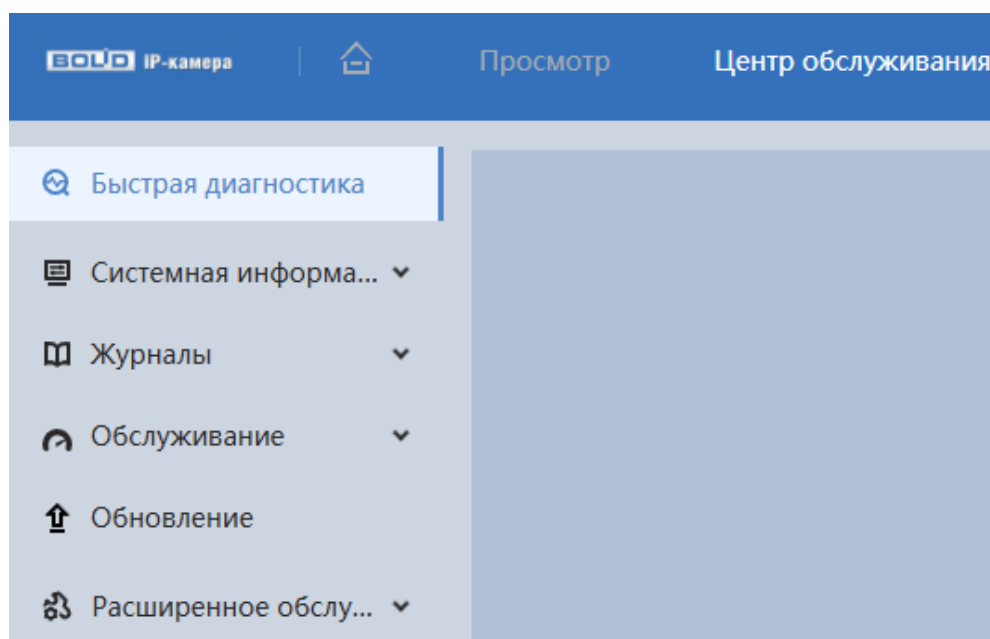 BOLID IP-камера
Просмотр
Центр обслуживания
Быстрая диагностика
Системная информа...
Журналы
Обслуживание
Обновление
Расширенное обслу...